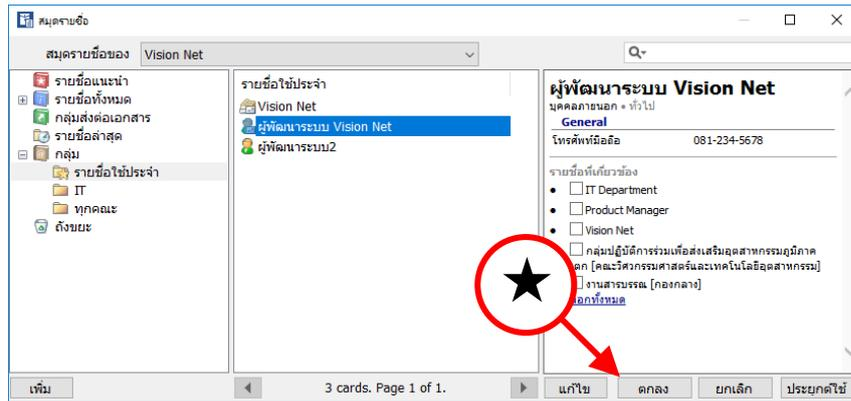 สมุดรายชื่อ
สมุดรายชื่อของ Vision Net
รายชื่อแนะนำ
รายชื่อทั้งหมด
กลุ่มส่งต่อเอกสาร
รายชื่อล่าสุด
กลุ่ม
รายชื่อใช้ประจำ
IT
ทุกคณะ
ถังขยะ
รายชื่อใช้ประจำ
Vision Net
ผู้พัฒนาระบบ Vision Net
ผู้พัฒนาระบบ2
ผู้พัฒนาระบบ Vision Net
บุคคลภายนอก • ทั่วไป
General
โทรศัพท์มือถือ 081-234-5678
รายชื่อที่เกี่ยวข้อง
IT Department
Product Manager
Vision Net
กลุ่มปฏิบัติการร่วมเพื่อส่งเสริมอุตสาหกรรมภูมิภาค
ตก [คณะวิศวกรรมศาสตร์และเทคโนโลยีอุตสาหกรรม]
งานสารบรรณ [กองกลาง]
อกทั้งหมด
เพิ่ม 3 cards. Page 1 of 1. แก้ไข ตกลง ยกเลิก ประยุกต์ใช้